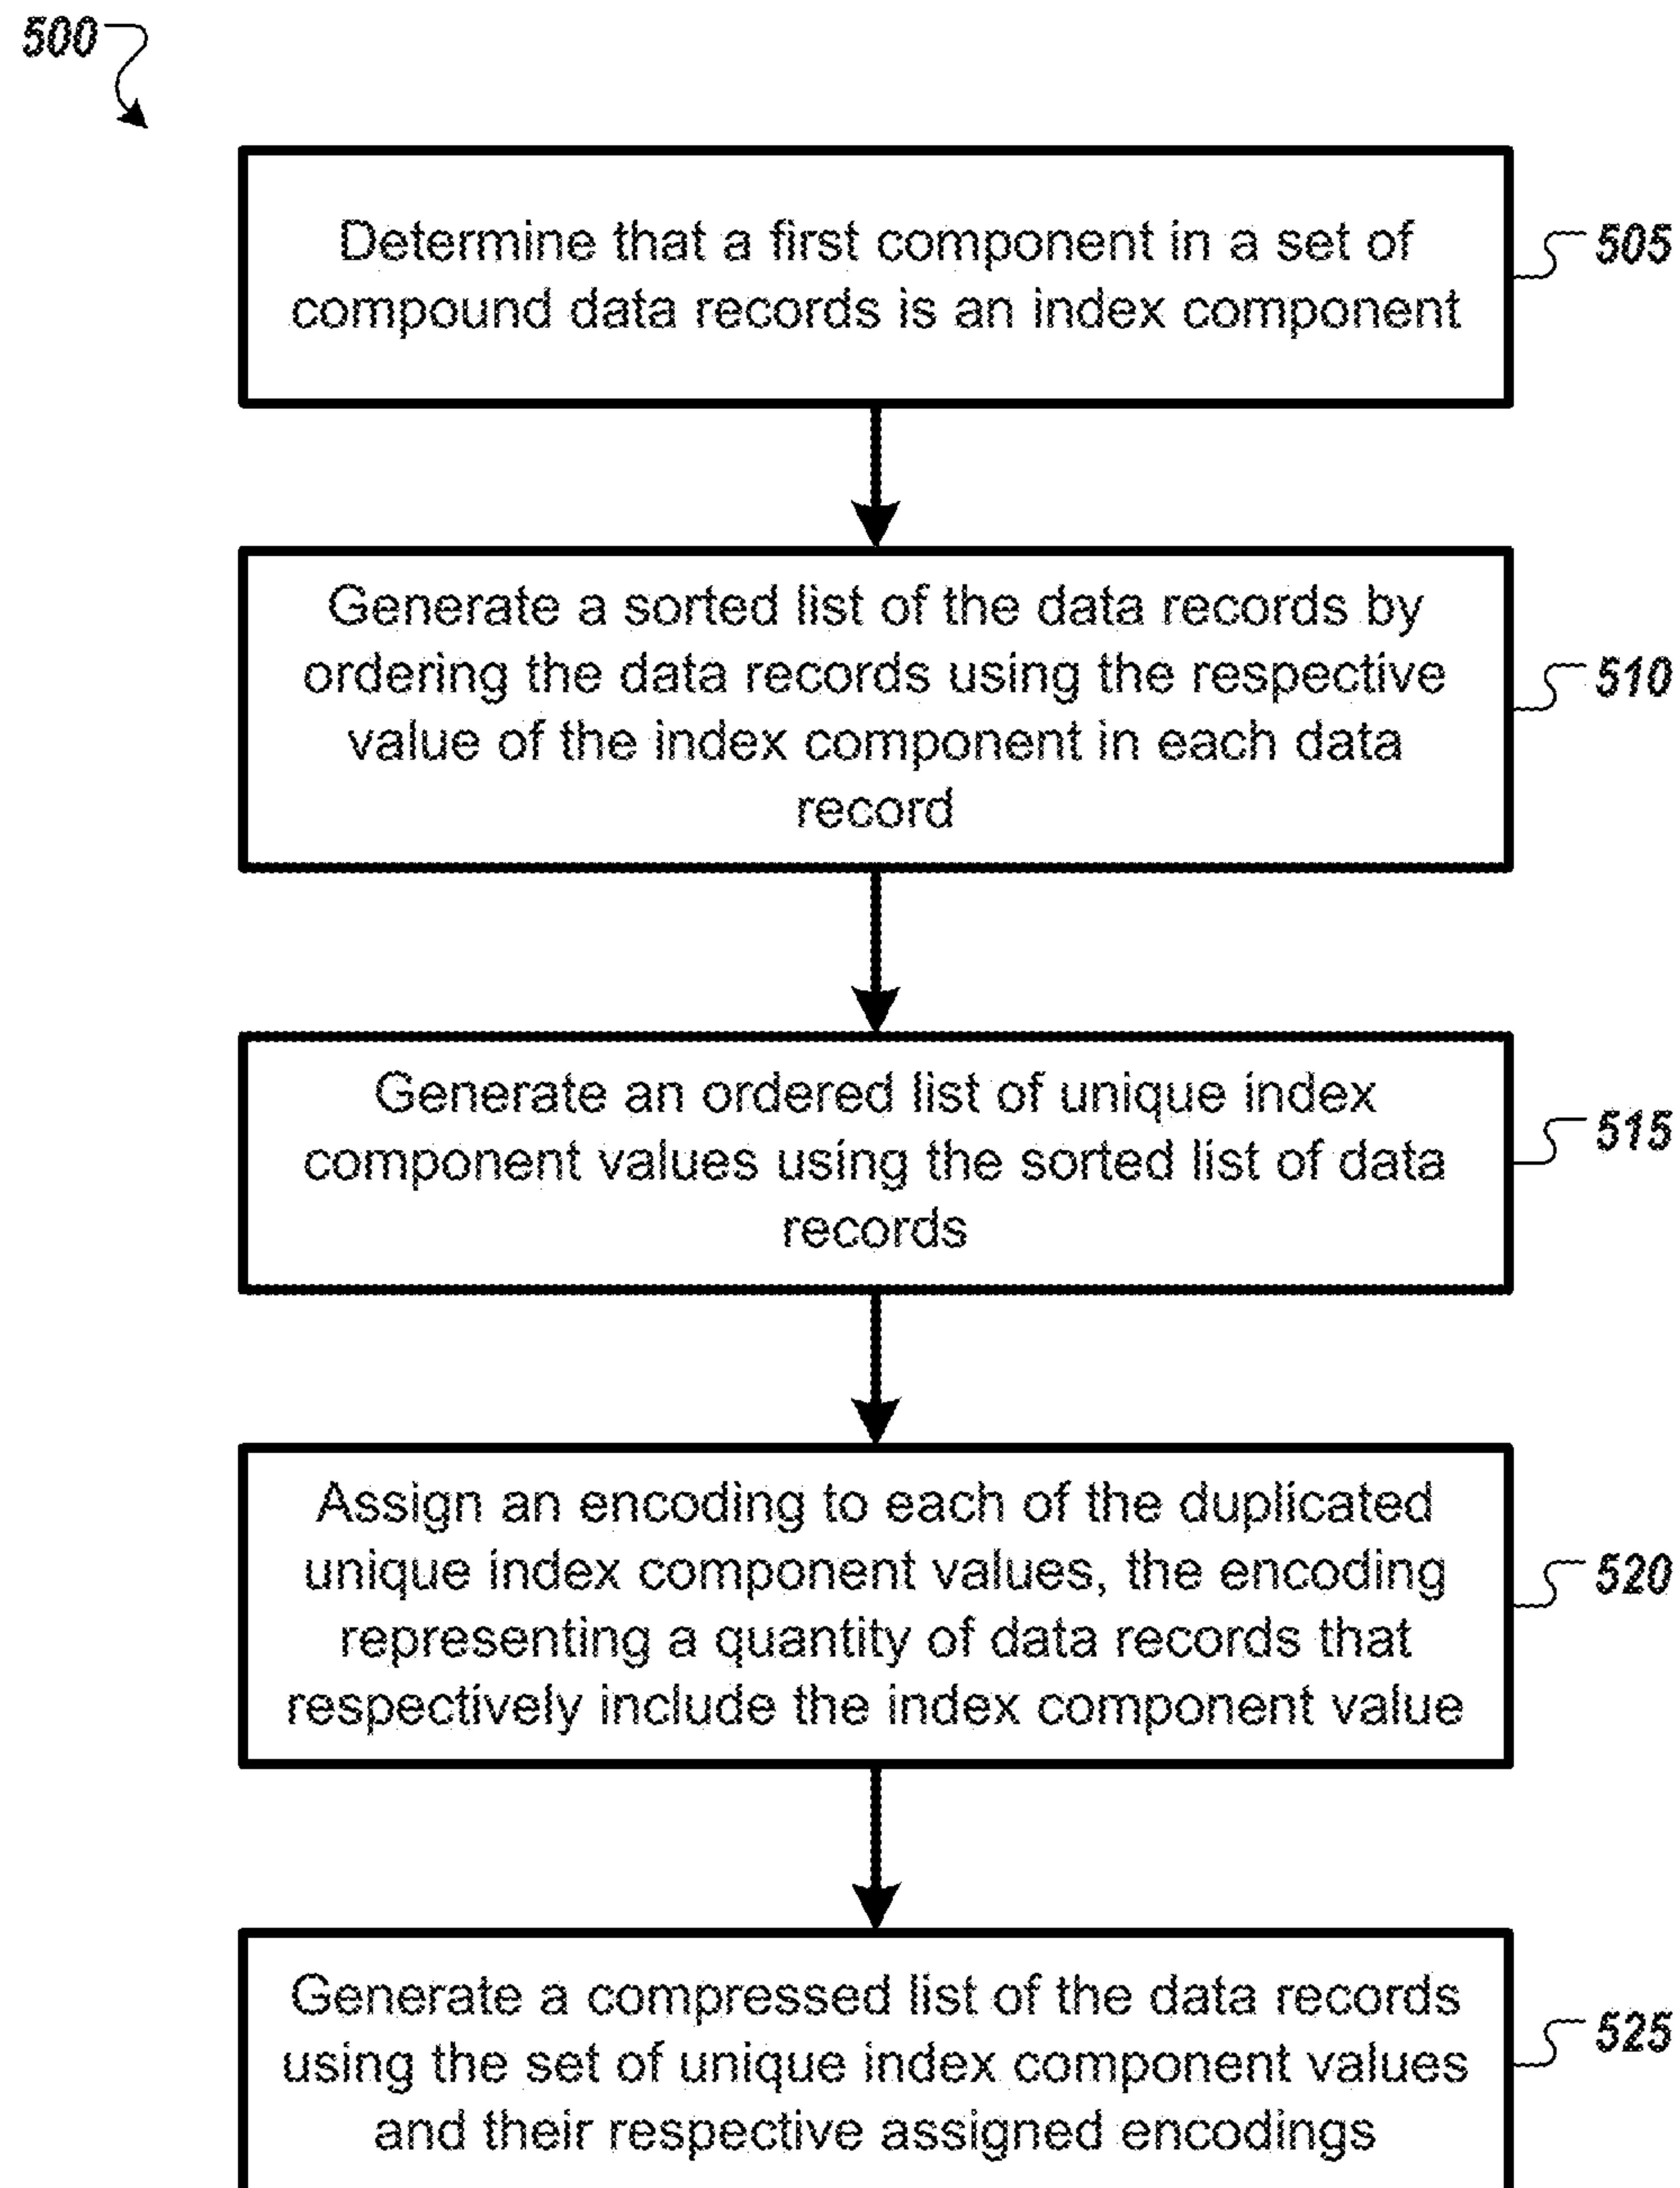 500
Determine that a first component in a set of
compound data records is an index component
505
Generate a sorted list of the data records by
ordering the data records using the respective
value of the index component in each data
record
510
Generate an ordered list of unique index
component values using the sorted list of data
records
515
Assign an encoding to each of the duplicated
unique index component values, the encoding
representing a quantity of data records that
respectively include the index component value
520
Generate a compressed list of the data records
using the set of unique index component values
and their respective assigned encodings
525